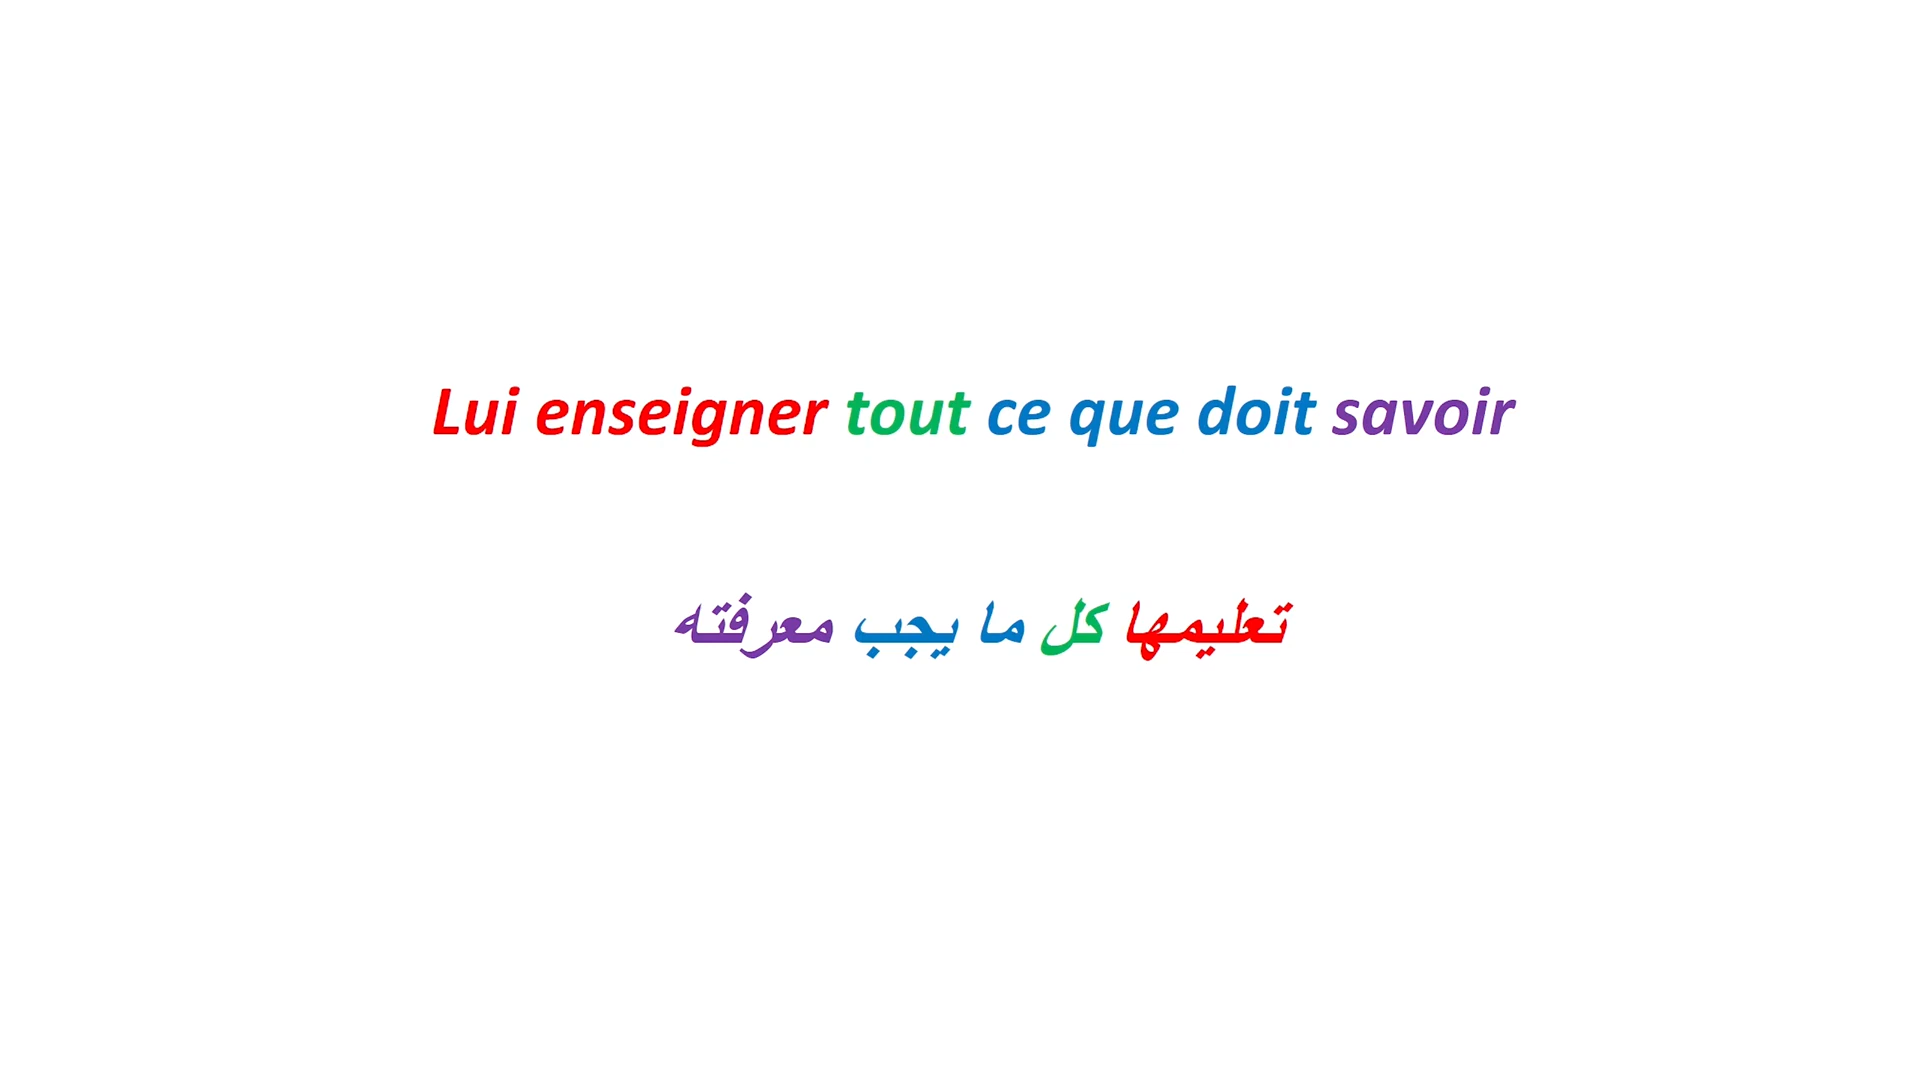 Lui enseigner tout ce que doit savoir
تعليمها كل ما يجب معرفته